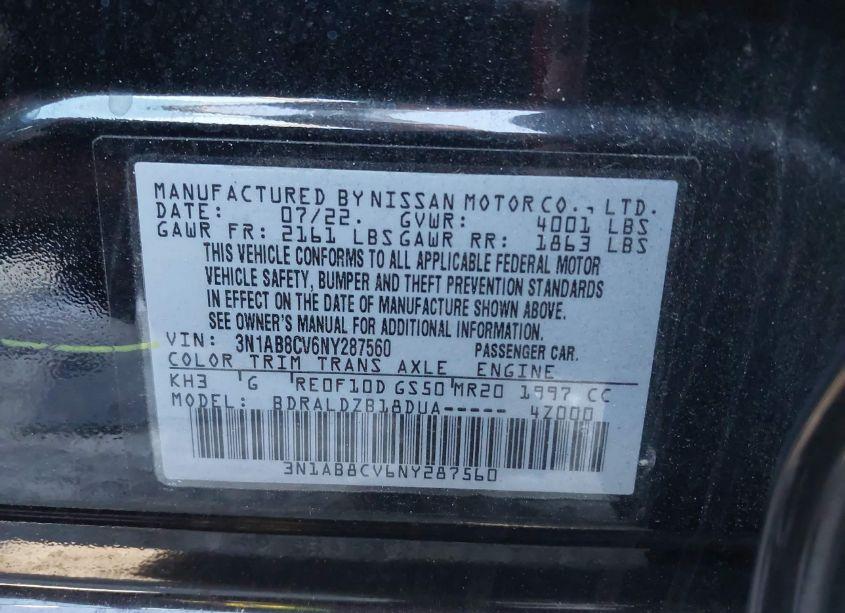 MANUFACTURED BY NISSAN MOTOR CO., LTD.
DATE: 07/22. GVWR: 4001 LBS
GAWR FR: 2161 LBS GAWR RR: 1863 LBS
THIS VEHICLE CONFORMS TO ALL APPLICABLE FEDERAL MOTOR
VEHICLE SAFETY, BUMPER AND THEFT PREVENTION STANDARDS
IN EFFECT ON THE DATE OF MANUFACTURE SHOWN ABOVE.
SEE OWNER'S MANUAL FOR ADDITIONAL INFORMATION.
VIN: 3N1AB8CV6NY287560 PASSENGER CAR.
COLOR TRIM TRANS AXLE ENGINE
KH3 G RE0F10D GS50 MR20 1997 CC
MODEL: BDRALDZB18DUA----- 4Z000
3N1AB8CV6NY287560